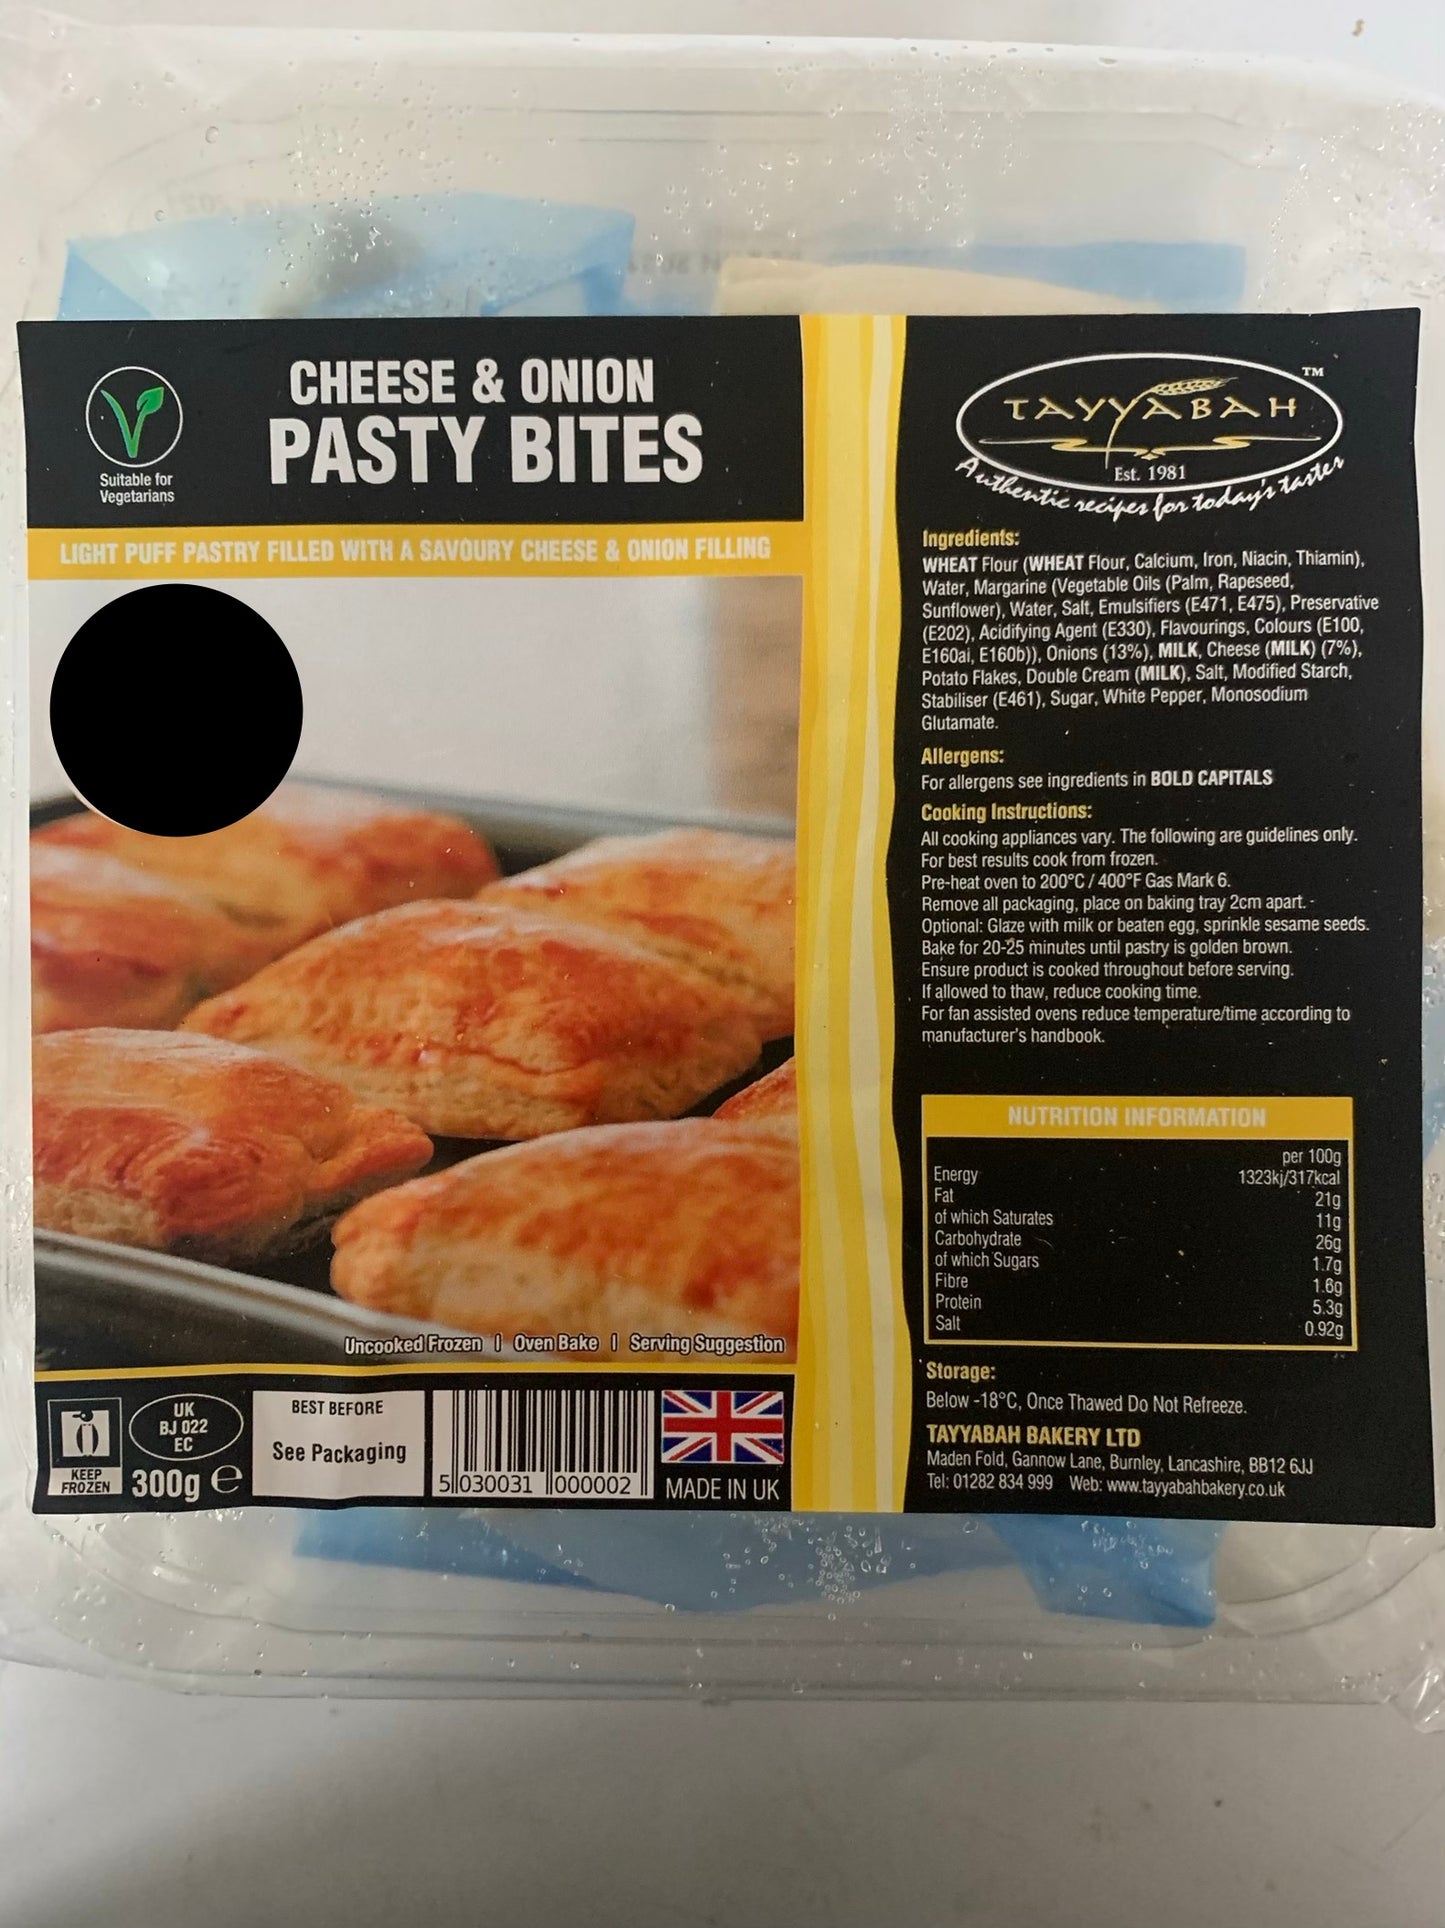 Suitable for
Vegetarians
CHEESE & ONION
PASTY BITES
LIGHT PUFF PASTRY FILLED WITH A SAVOURY CHEESE & ONION FILLING
Uncooked Frozen | Oven Bake | Serving Suggestion
KEEP
FROZEN
UK
BJ 022
EC
300g e
BEST BEFORE
See Packaging
5 030031 000002
MADE IN UK
TAYYABAH
TM
Est. 1981
Authentic recipes for today's tastes
Ingredients:
WHEAT Flour (WHEAT Flour, Calcium, Iron, Niacin, Thiamin),
Water, Margarine (Vegetable Oils (Palm, Rapeseed,
Sunflower), Water, Salt, Emulsifiers (E471, E475), Preservative
(E202), Acidifying Agent (E330), Flavourings, Colours (E100,
E160ai, E160b)), Onions (13%), MILK, Cheese (MILK) (7%),
Potato Flakes, Double Cream (MILK), Salt, Modified Starch,
Stabiliser (E461), Sugar, White Pepper, Monosodium
Glutamate.
Allergens:
For allergens see ingredients in BOLD CAPITALS
Cooking Instructions:
All cooking appliances vary. The following are guidelines only.
For best results cook from frozen.
Pre-heat oven to 200°C / 400°F Gas Mark 6.
Remove all packaging, place on baking tray 2cm apart. -
Optional: Glaze with milk or beaten egg, sprinkle sesame seeds.
Bake for 20-25 minutes until pastry is golden brown.
Ensure product is cooked throughout before serving.
If allowed to thaw, reduce cooking time.
For fan assisted ovens reduce temperature/time according to
manufacturer's handbook.
NUTRITION INFORMATION
per 100g
Energy 1323kj/317kcal
Fat 21g
of which Saturates 11g
Carbohydrate 26g
of which Sugars 1.7g
Fibre 1.6g
Protein 5.3g
Salt 0.92g
Storage:
Below -18°C, Once Thawed Do Not Refreeze.
TAYYABAH BAKERY LTD
Maden Fold, Gannow Lane, Burnley, Lancashire, BB12 6JJ
Tel: 01282 834 999 Web: www.tayyabahbakery.co.uk